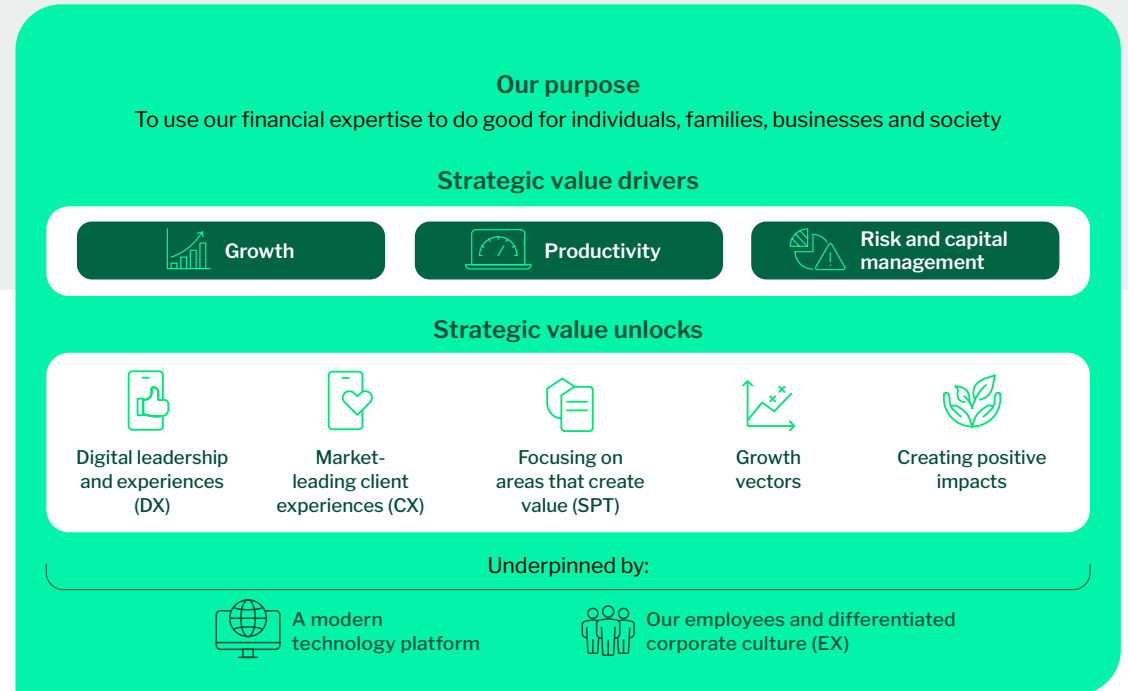 Our purpose
To use our financial expertise to do good for individuals, families, businesses and society
Strategic value drivers
Growth
Productivity
Risk and capital
management
Strategic value unlocks
Digital leadership
and experiences
(DX)
Market-
leading client
experiences (CX)
Focusing on
areas that create
value (SPT)
Growth
vectors
Creating positive
impacts
Underpinned by:
A modern
technology platform
Our employees and differentiated
corporate culture (EX)